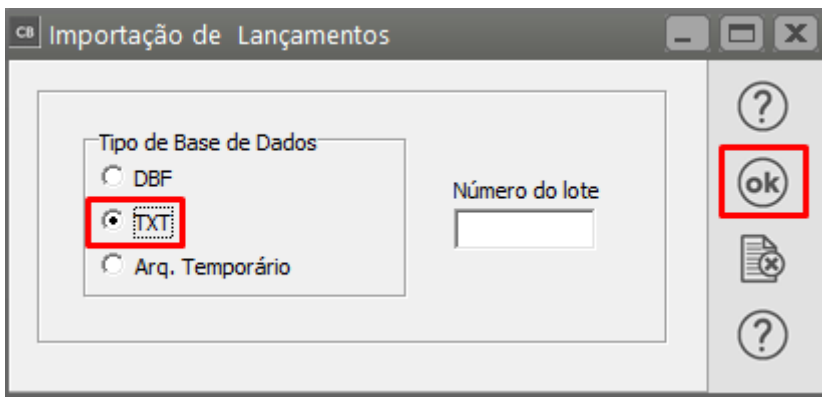 CB Importação de Lançamentos
Tipo de Base de Dados
DBF
TXT
Arq. Temporário
Número do lote
?
ok
?